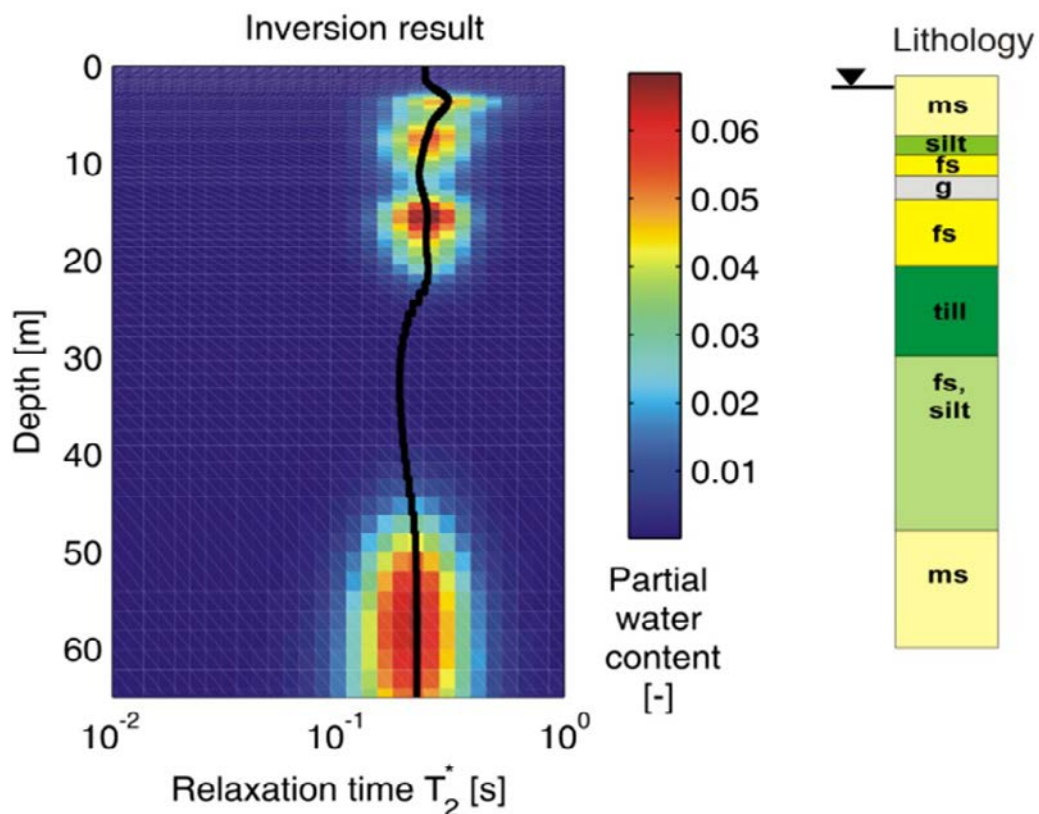 Inversion result
Lithology
0
10
20
30
40
50
60
Depth [m]
10-2
10-1
100
Relaxation time T2* [s]
0.06
0.05
0.04
0.03
0.02
0.01
Partial
water
content
[-]
ms
silt
fs
g
fs
till
fs,
silt
ms